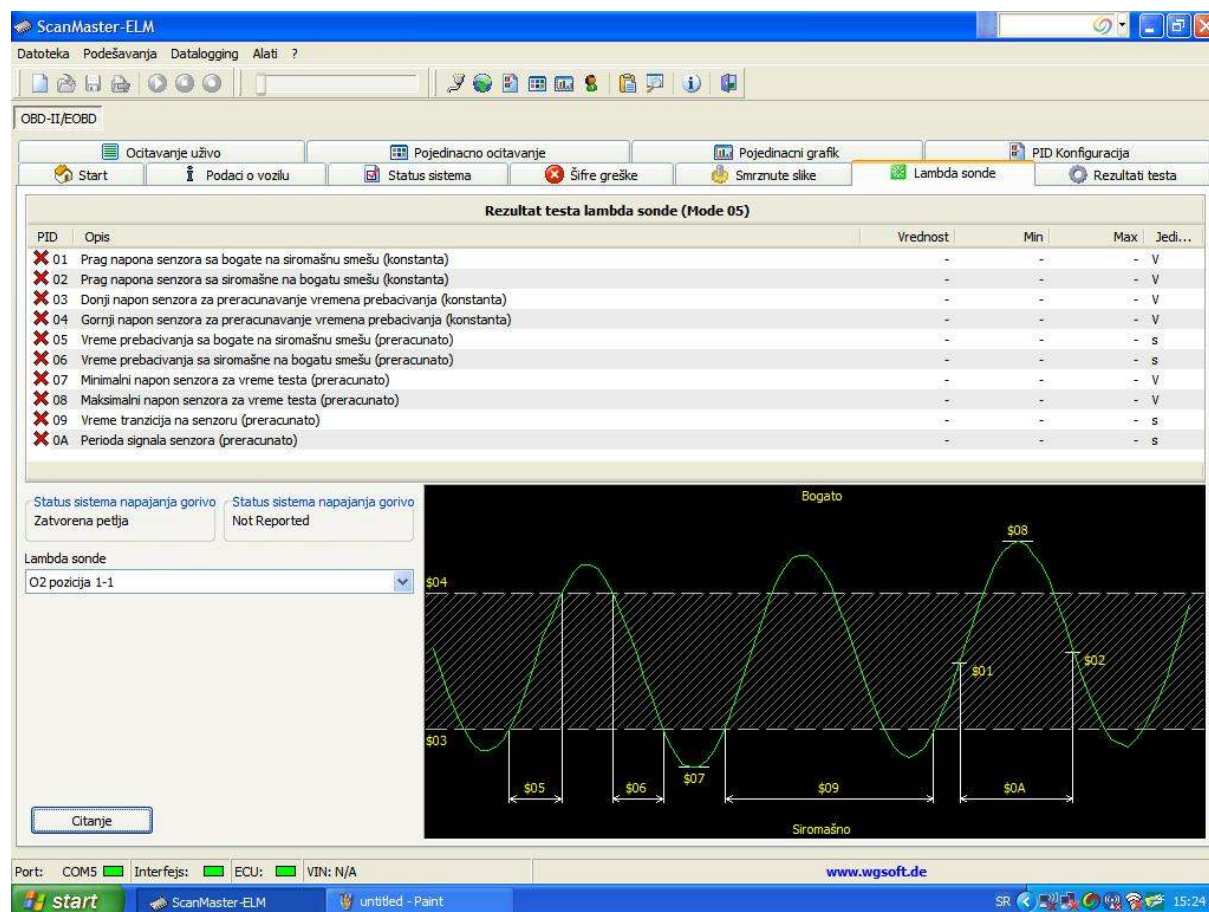 ScanMaster-ELM
Datoteka Podešavanja Datalogging Alati ?
OBD-II/EOBD
Ocitavanje uživo Pojedinacno ocitavanje Pojedinacni grafik PID Konfiguracija
Start Podaci o vozilu Status sistema Šifre greške Smrznute slike Lambda sonde Rezultati testa
Rezultat testa lambda sonde (Mode 05)
PID Opis Vrednost Min Max Jedi...
01 Prag napona senzora sa bogate na siromašnu smešu (konstanta) - - - V
02 Prag napona senzora sa siromašne na bogatu smešu (konstanta) - - - V
03 Donji napon senzora za preracunavanje vremena prebacivanja (konstanta) - - - V
04 Gornji napon senzora za preracunavanje vremena prebacivanja (konstanta) - - - V
05 Vreme prebacivanja sa bogate na siromašnu smešu (preracunato) - - - s
06 Vreme prebacivanja sa siromašne na bogatu smešu (preracunato) - - - s
07 Minimalni napon senzora za vreme testa (preracunato) - - - V
08 Maksimalni napon senzora za vreme testa (preracunato) - - - V
09 Vreme tranzicija na senzoru (preracunato) - - - s
0A Perioda signala senzora (preracunato) - - - s
Status sistema napajanja gorivo Status sistema napajanja gorivo
Zatvorena petlja Not Reported
Lambda sonde
O2 pozicija 1-1
Bogato
$08
$04
$02
$01
$03
$07
$05 $06 $09 $0A
Siromašno
Citanje
Port: COM5 Interfejs: ECU: VIN: N/A www.wgsoft.de
start ScanMaster-ELM untitled - Paint SR 15:24